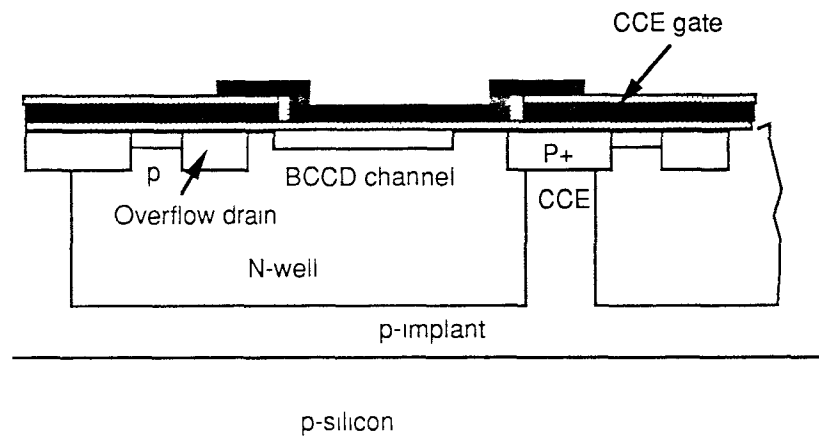 CCE gate
p
P+
BCCD channel
CCE
Overflow drain
N-well
p-implant
p-silicon